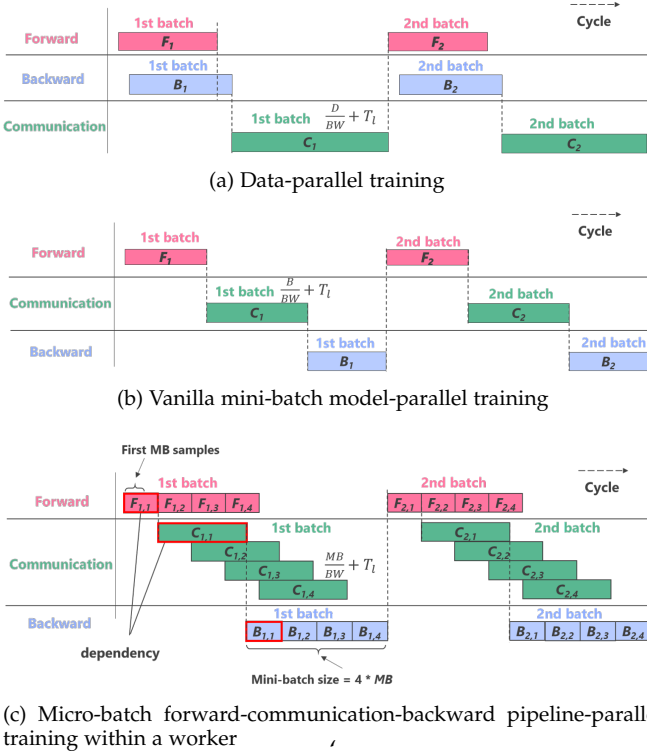 1st batch 2nd batch Cycle
Forward F1 F2
1st batch 2nd batch
Backward B1 B2
1st batch D/BW + Tl 2nd batch
Communication C1 C2
(a) Data-parallel training
Cycle
1st batch 2nd batch
Forward F1 F2
1st batch B/BW + Tl 2nd batch
Communication C1 C2
1st batch 2nd batch
Backward B1 B2
(b) Vanilla mini-batch model-parallel training
First MB samples
1st batch 2nd batch Cycle
Forward F1,1 F1,2 F1,3 F1,4 F2,1 F2,2 F2,3 F2,4
C1,1 1st batch C2,1 2nd batch
C1,2 C2,2
Communication C1,3 MB/BW + Tl C2,3
C1,4 C2,4
1st batch 2nd batch
Backward B1,1 B1,2 B1,3 B1,4 B2,1 B2,2 B2,3 B2,4
dependency
Mini-batch size = 4 * MB
(c) Micro-batch forward-communication-backward pipeline-parall
training within a worker